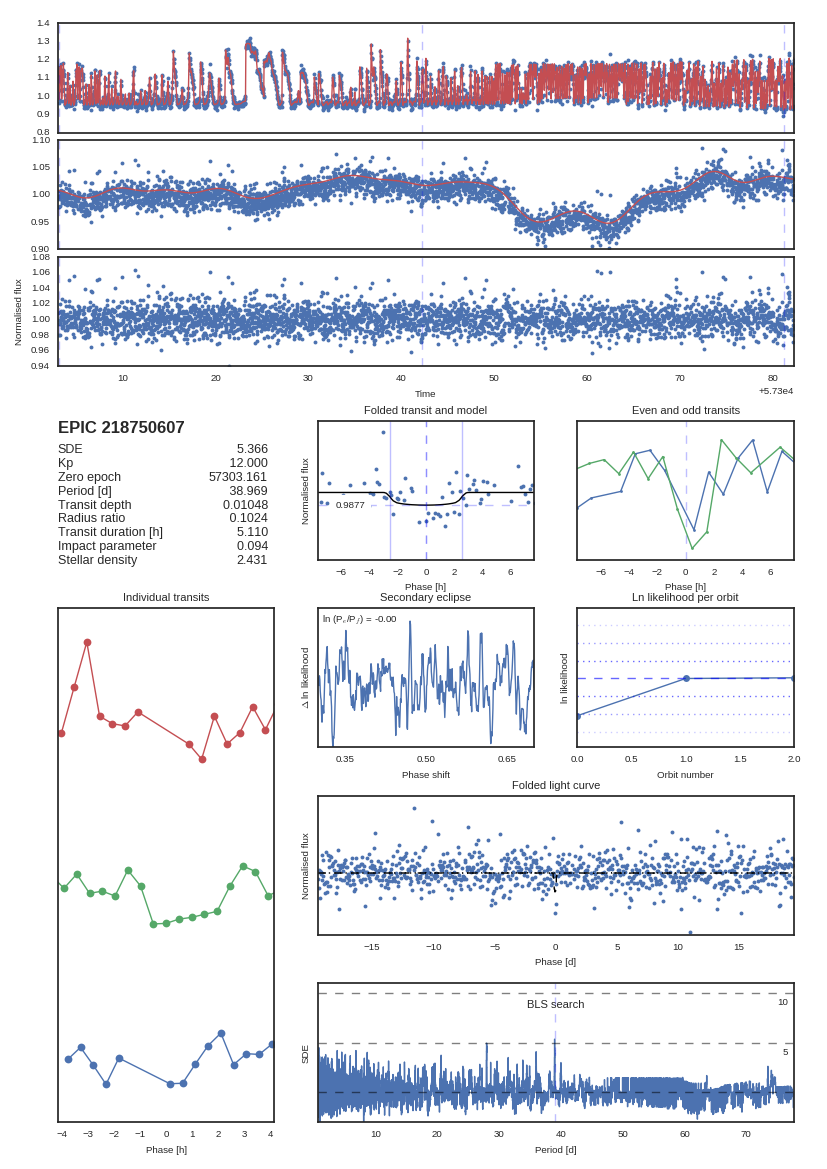 1.4
1.3
1.2
1.1
1.0
0.9
0.8
1.10
1.05
1.00
0.95
0.90
1.08
1.06
1.04
1.02
1.00
0.98
0.96
0.94
Normalised flux
10 20 30 40 50 60 70 80
Time
+5.73e4
EPIC 218750607
SDE 5.366
Kp 12.000
Zero epoch 57303.161
Period [d] 38.969
Transit depth 0.01048
Radius ratio 0.1024
Transit duration [h] 5.110
Impact parameter 0.094
Stellar density 2.431
Folded transit and model
Normalised flux
0.9877
−6 −4 −2 0 2 4 6
Phase [h]
Even and odd transits
−6 −4 −2 0 2 4 6
Phase [h]
Individual transits
−4 −3 −2 −1 0 1 2 3 4
Phase [h]
Secondary eclipse
Δ ln likelihood
0.35 0.50 0.65
Phase shift
Ln likelihood per orbit
ln likelihood
0.0 0.5 1.0 1.5 2.0
Orbit number
Folded light curve
Normalised flux
−15 −10 −5 0 5 10 15
Phase [d]
BLS search
10
5
SDE
10 20 30 40 50 60 70
Period [d]